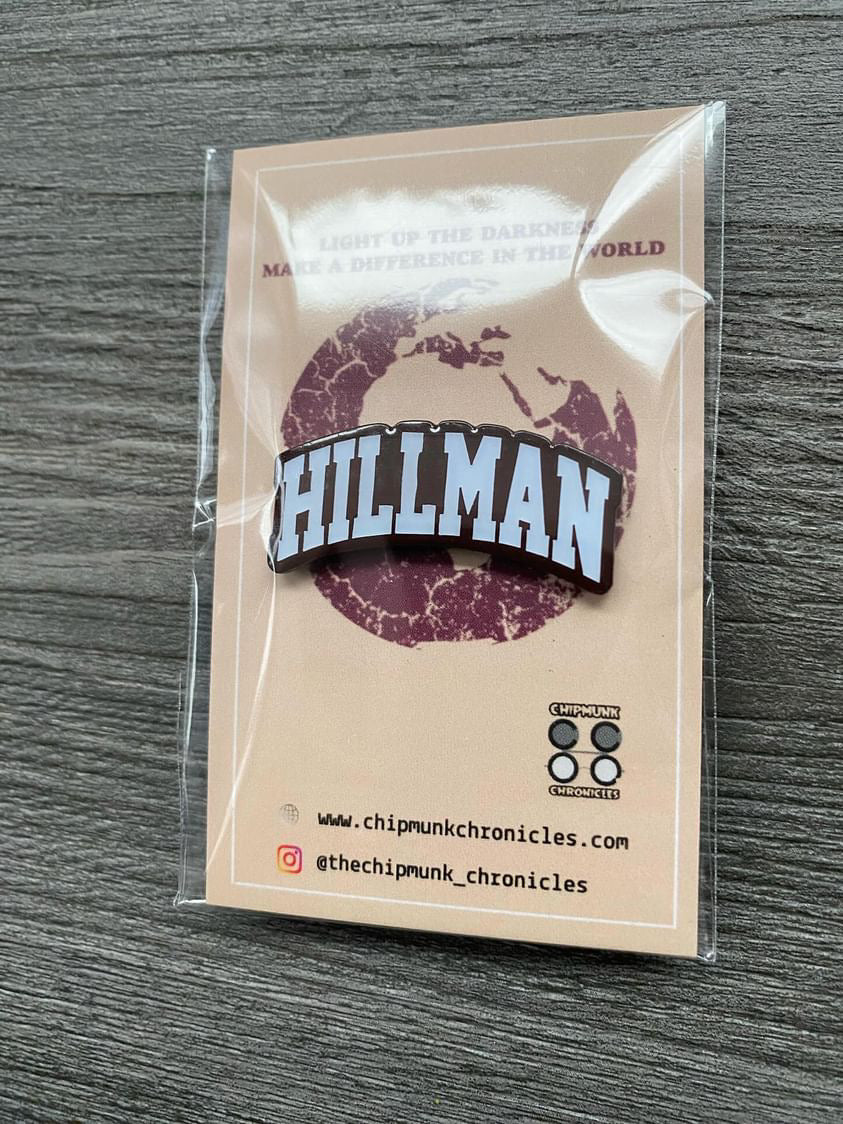 LIGHT UP THE DARKNESS
MAKE A DIFFERENCE IN THE WORLD
HILLMAN
CHIPMUNK
CHRONICLES
www.chipmunkchronicles.com
@thechipmunk_chronicles